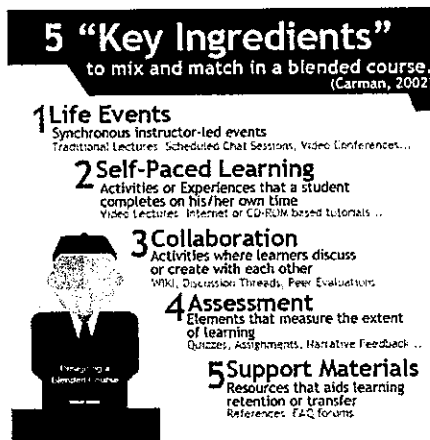 5 “Key Ingredients”
to mix and match in a blended course.
(Carman, 2002)
1 Life Events
Synchronous instructor-led events
Traditional Lectures, Scheduled Chat Sessions, Video Conferences...
2 Self-Paced Learning
Activities or Experiences that a student
completes on his/her own time
Video Lectures, Internet or CD-ROM based tutorials...
3 Collaboration
Activities where learners discuss
or create with each other
Wiki, Discussion Threads, Peer Evaluations
4 Assessment
Elements that measure the extent
of learning
Quizzes, Assignments, Narrative Feedback...
5 Support Materials
Resources that aids learning
retention or transfer
References, FAQ forums
Designing a
Blended Course